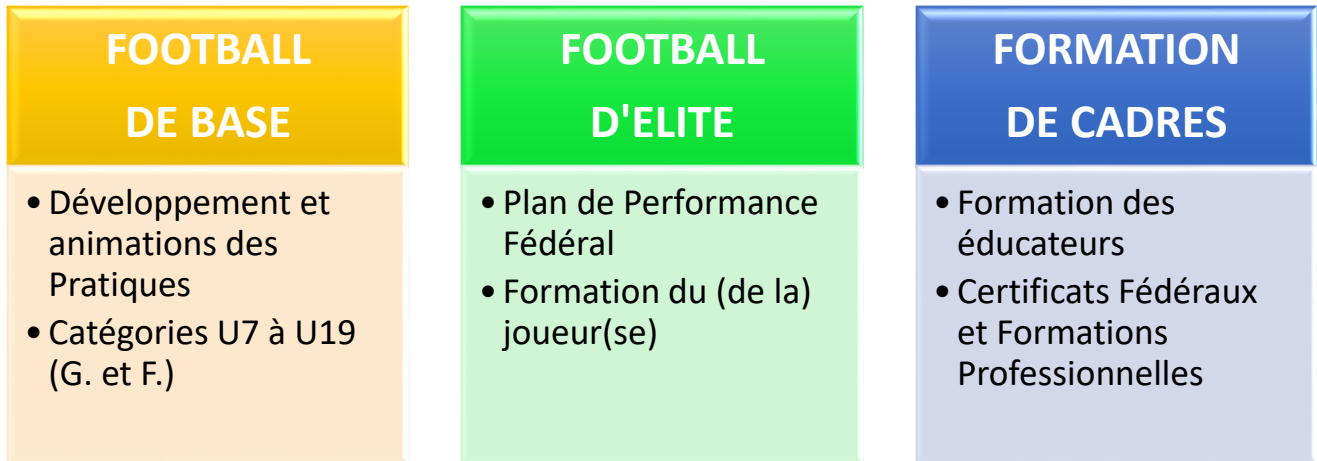 FOOTBALL
DE BASE
• Développement et
animations des
Pratiques
• Catégories U7 à U19
(G. et F.)
FOOTBALL
D'ELITE
• Plan de Performance
Fédéral
• Formation du (de la)
joueur(se)
FORMATION
DE CADRES
• Formation des
éducateurs
• Certificats Fédéraux
et Formations
Professionnelles